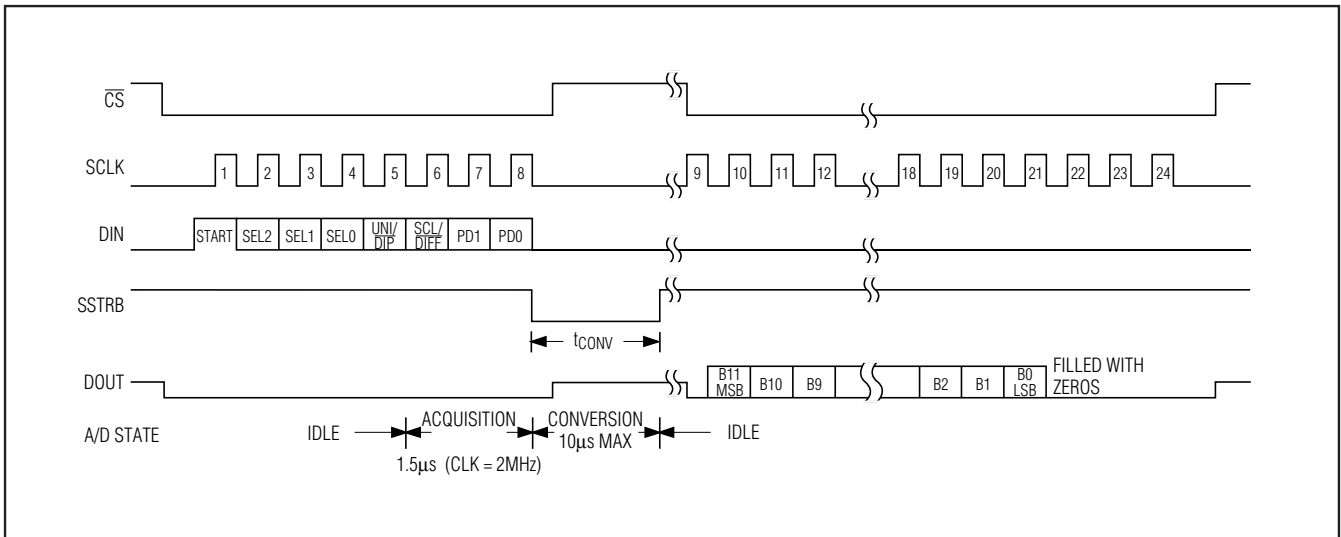 CS
SCLK 1 2 3 4 5 6 7 8 9 10 11 12 18 19 20 21 22 23 24
DIN START SEL2 SEL1 SEL0 UNI/ DIP SCL/ DIFF PD1 PD0
SSTRB
tCONV
DOUT B11 MSB B10 B9 B2 B1 B0 LSB FILLED WITH ZEROS
A/D STATE IDLE ACQUISITION CONVERSION IDLE
10µs MAX
1.5µs (CLK = 2MHz)